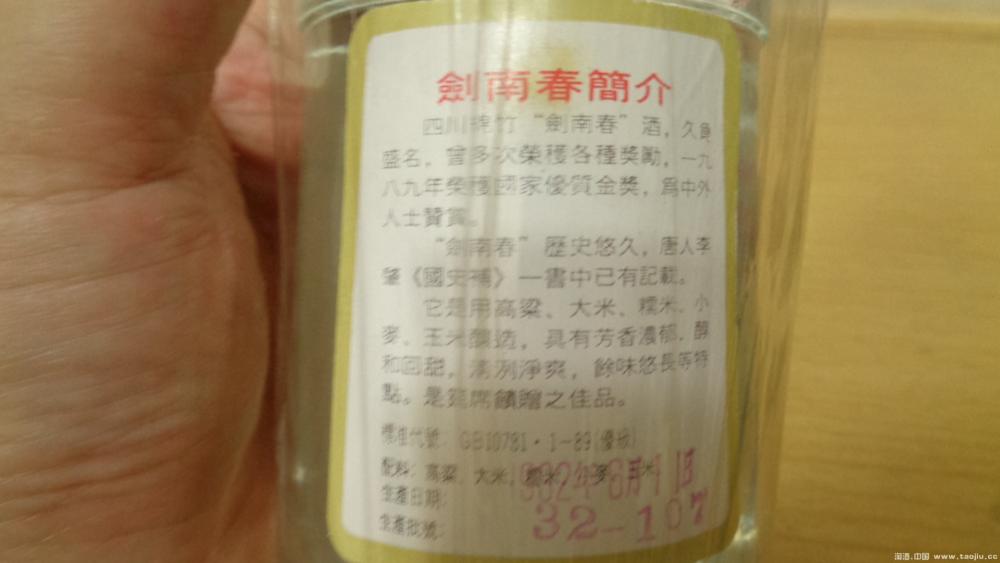 劍南春簡介
四川綿竹“劍南春”酒，久負
盛名，曾多次榮獲各種獎勵，一九
八九年榮獲國家優質金獎，爲中外
人士贊賞。
“劍南春”歷史悠久，唐人李
肇《國史補》一書中已有記載。
它是用高粱、大米、糯米、小
麥、玉米釀造，具有芳香濃郁，醇
和回甜，清洌淨爽，餘味悠長等特
點。是筵席饋贈之佳品。
標準代號：GB10781·1-89(優級)
配料：高粱、大米，糯米，小麥，米
生產日期：
生產批號：
32-107
淘酒.中国 www.taojiu.cc